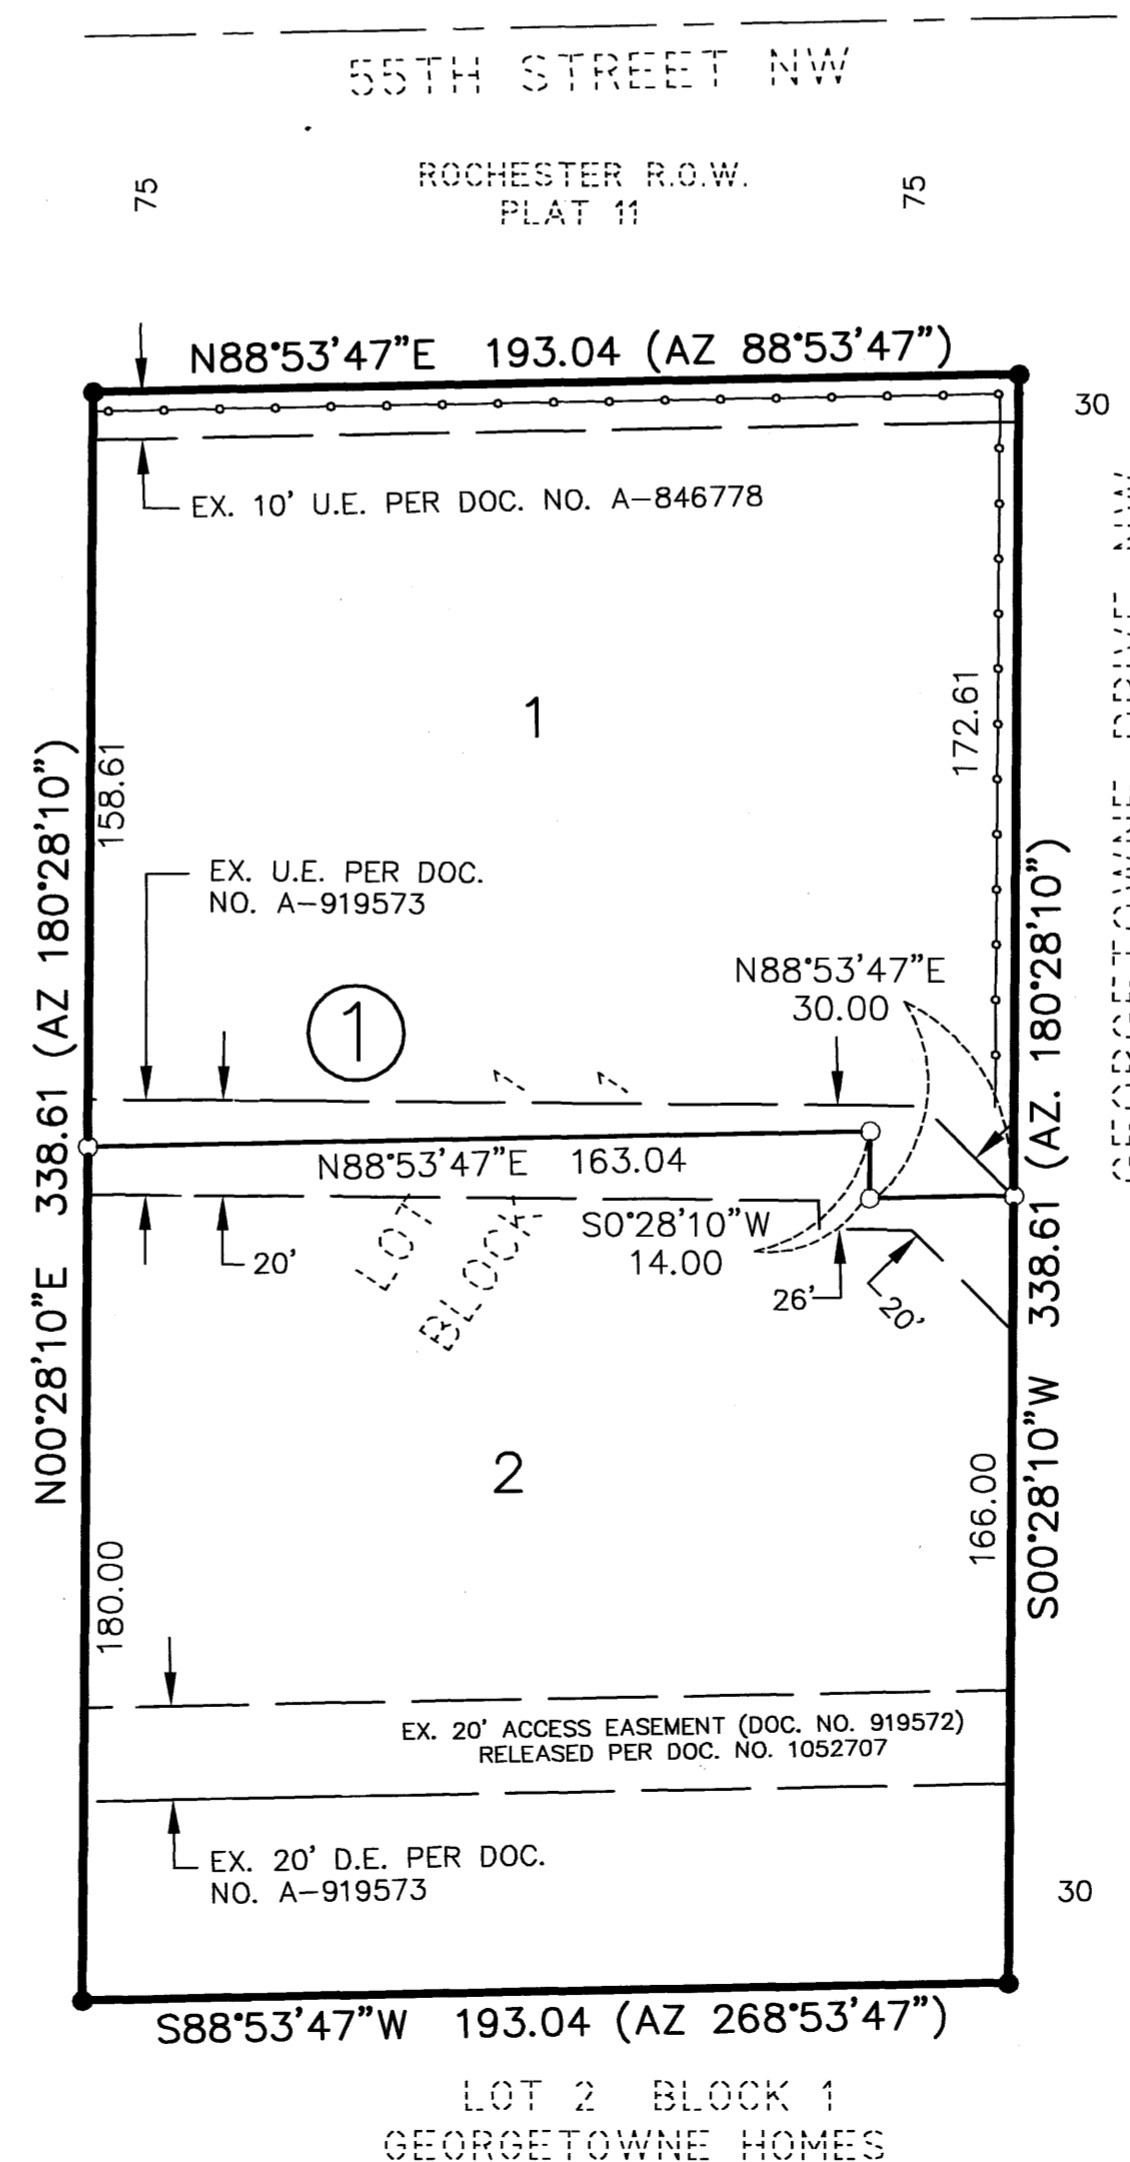 55TH STREET NW
75
ROCHESTER R.O.W.
75
PLAT 11
N88°53'47"E 193.04 (AZ 88°53'47")
30
EX. 10' U.E. PER DOC. NO. A-846778
1
172.61
158.61
GEORGETOWNE DRIVE NW
N00°28'10"E 338.61 (AZ 180°28'10")
EX. U.E. PER DOC.
NO. A-919573
N88°53'47"E
30.00
1
S00°28'10"W 338.61 (AZ. 180°28'10")
N88°53'47"E 163.04
LOT 1
BLOCK 1
S0°28'10"W
14.00
20'
26'
20'
2
166.00
180.00
EX. 20' ACCESS EASEMENT (DOC. NO. 919572)
RELEASED PER DOC. NO. 1052707
EX. 20' D.E. PER DOC.
NO. A-919573
30
S88°53'47"W 193.04 (AZ 268°53'47")
LOT 2 BLOCK 1
GEORGETOWNE HOMES